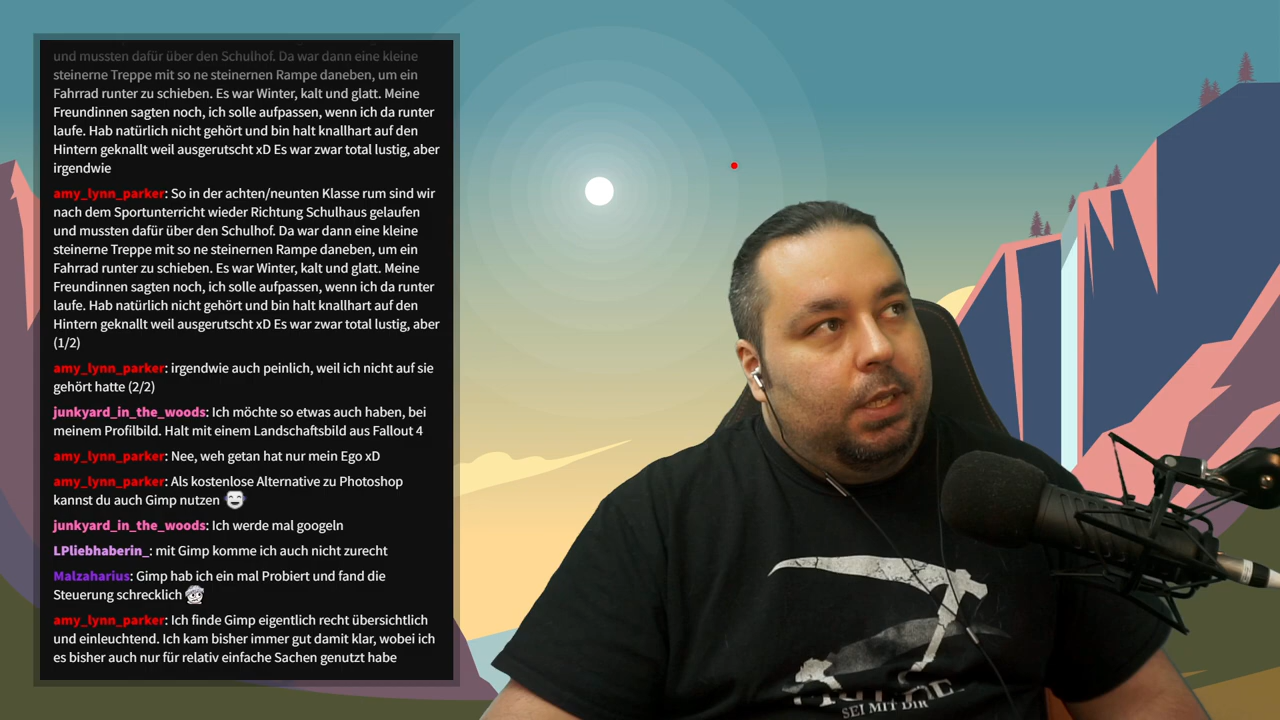 und mussten dafür über den Schulhof. Da war dann eine kleine
steinerne Treppe mit so ne steinernen Rampe daneben, um ein
Fahrrad runter zu schieben. Es war Winter, kalt und glatt. Meine
Freundinnen sagten noch, ich solle aufpassen, wenn ich da runter
laufe. Hab natürlich nicht gehört und bin halt knallhart auf den
Hintern geknallt weil ausgerutscht xD Es war zwar total lustig, aber
irgendwie
amy_lynn_parker: So in der achten/neunten Klasse rum sind wir
nach dem Sportunterricht wieder Richtung Schulhaus gelaufen
und mussten dafür über den Schulhof. Da war dann eine kleine
steinerne Treppe mit so ne steinernen Rampe daneben, um ein
Fahrrad runter zu schieben. Es war Winter, kalt und glatt. Meine
Freundinnen sagten noch, ich solle aufpassen, wenn ich da runter
laufe. Hab natürlich nicht gehört und bin halt knallhart auf den
Hintern geknallt weil ausgerutscht xD Es war zwar total lustig, aber
(1/2)
amy_lynn_parker: irgendwie auch peinlich, weil ich nicht auf sie
gehört hatte (2/2)
junkyard_in_the_woods: Ich möchte so etwas auch haben, bei
meinem Profilbild. Halt mit einem Landschaftsbild aus Fallout 4
amy_lynn_parker: Nee, weh getan hat nur mein Ego xD
amy_lynn_parker: Als kostenlose Alternative zu Photoshop
kannst du auch Gimp nutzen
junkyard_in_the_woods: Ich werde mal googeln
LPliebhaberin_: mit Gimp komme ich auch nicht zurecht
Malzaharius: Gimp hab ich ein mal Probiert und fand die
Steuerung schrecklich
amy_lynn_parker: Ich finde Gimp eigentlich recht übersichtlich
und einleuchtend. Ich kam bisher immer gut damit klar, wobei ich
es bisher auch nur für relativ einfache Sachen genutzt habe
SEI MIT DIR